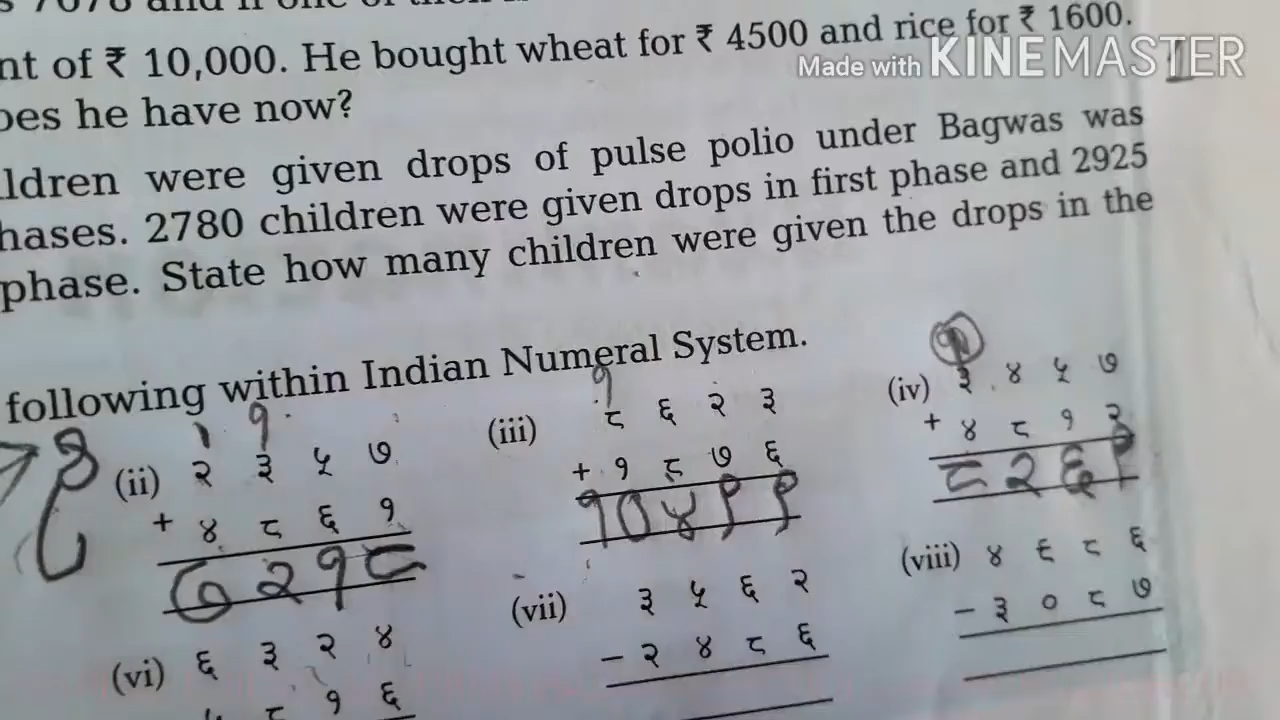 nt of ₹ 10,000. He bought wheat for ₹ 4500 and rice for ₹ 1600.
Made with KINEMASTER
oes he have now?
ldren were given drops of pulse polio under Bagwas was
hases. 2780 children were given drops in first phase and 2925
phase. State how many children were given the drops in the
following within Indian Numeral System.
(ii) २ ३ ५ ७
+ ४ ८ ६ १
७२१८
(iii) ८ ६ २ ३
+ १ ८ ७ ६
(iv) ३ ४ ५ ७
+ ४ ८ १ २
(vi) ६ ३ २ ४
८ १ ६
(vii) ३ ५ ६ २
- २ ४ ८ ६
(viii) ४ ६ ८ ६
- ३ ० ८ ७